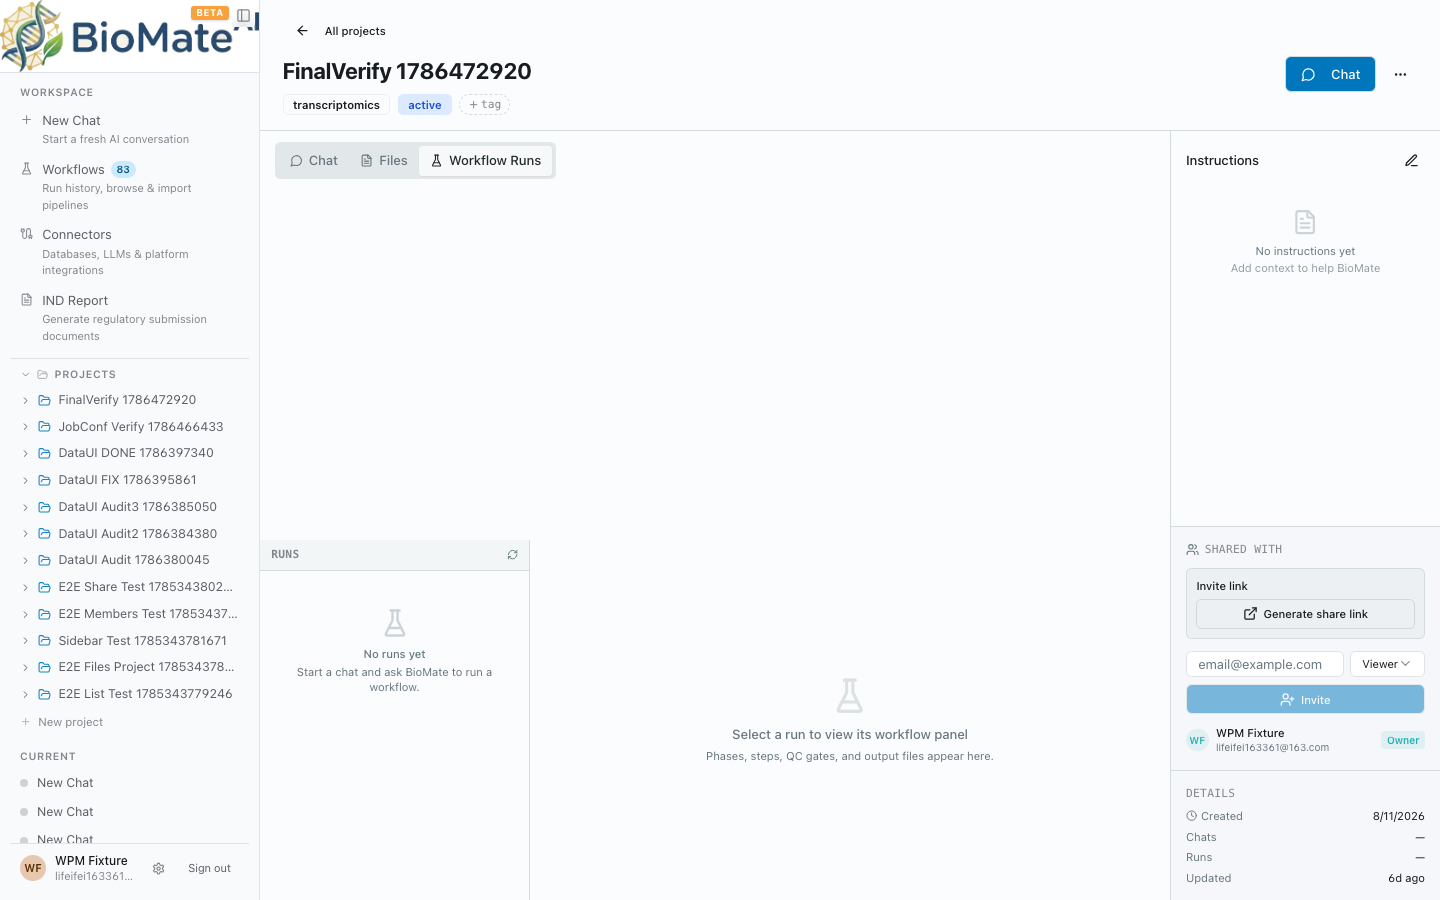 BioMate
BETA
WORKSPACE
New Chat
Start a fresh AI conversation
Workflows 83
Run history, browse & import
pipelines
Connectors
Databases, LLMs & platform
integrations
IND Report
Generate regulatory submission
documents
PROJECTS
FinalVerify 1786472920
JobConf Verify 1786466433
DataUI DONE 1786397340
DataUI FIX 1786395861
DataUI Audit3 1786385050
DataUI Audit2 1786384380
DataUI Audit 1786380045
E2E Share Test 1785343802...
E2E Members Test 17853437...
Sidebar Test 1785343781671
E2E Files Project 178534378...
E2E List Test 1785343779246
+ New project
CURRENT
New Chat
New Chat
New Chat
WF
WPM Fixture
lifeifei163361...
Sign out
All projects
FinalVerify 1786472920
transcriptomics
active
+ tag
Chat
Chat
Files
Workflow Runs
RUNS
No runs yet
Start a chat and ask BioMate to run a
workflow.
Select a run to view its workflow panel
Phases, steps, QC gates, and output files appear here.
Instructions
No instructions yet
Add context to help BioMate
SHARED WITH
Invite link
Generate share link
email@example.com
Viewer
Invite
WF
WPM Fixture
lifeifei163361@163.com
Owner
DETAILS
Created 8/11/2026
Chats —
Runs —
Updated 6d ago